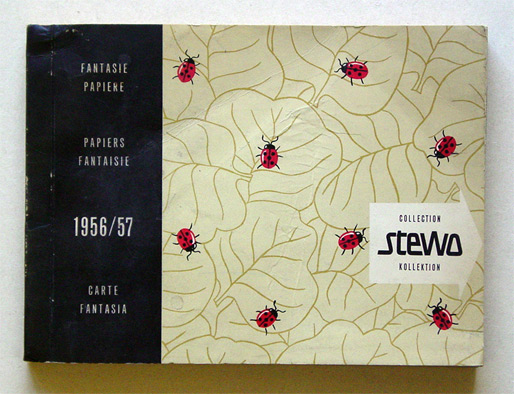 FANTASIE
PAPIERE
PAPIERS
FANTAISIE
1956/57
CARTE
FANTASIA
COLLECTION
stewo
KOLLEKTION